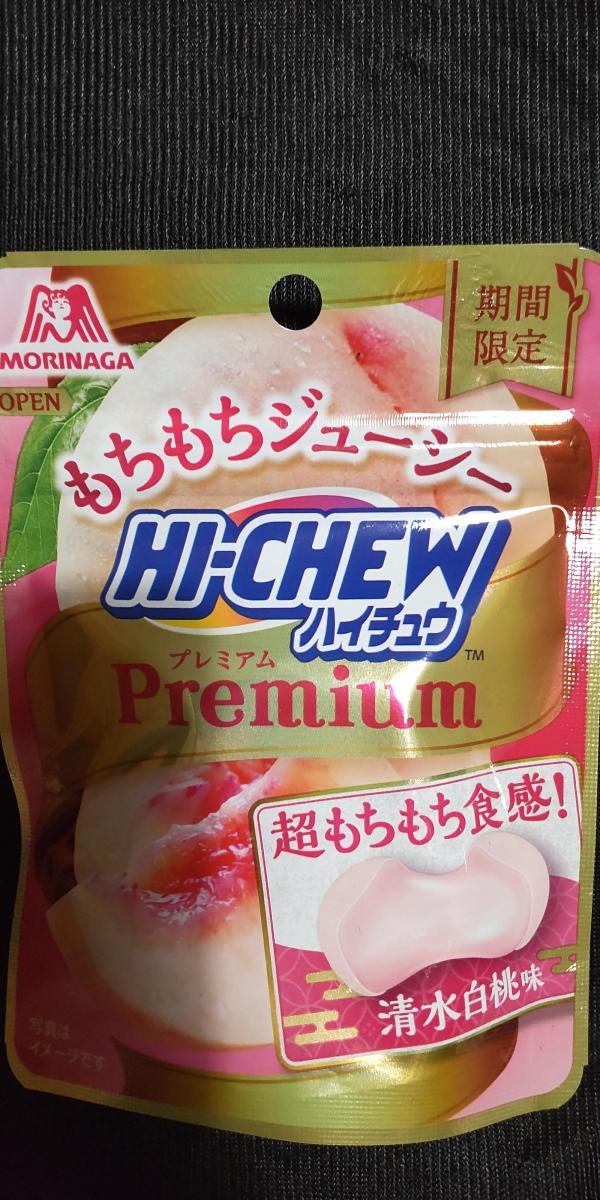 期間
限定
MORINAGA
OPEN
もちもちジューシー
HI-CHEW
ハイチュウ
TM
プレミアム
Premium
超もちもち食感!
清水白桃味
写真は
イメージです